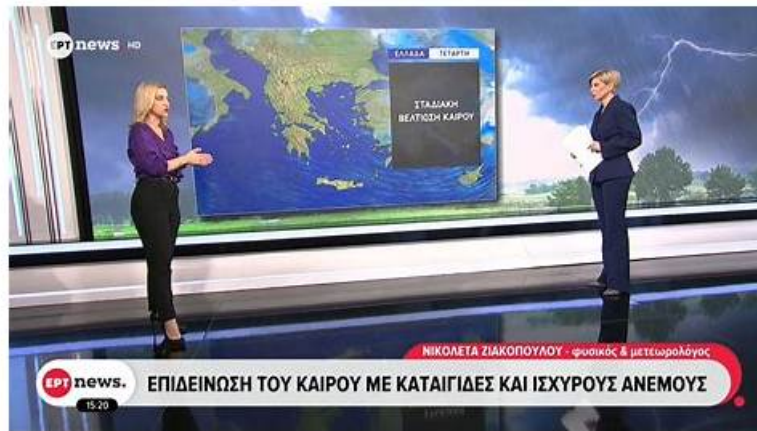 ΕΡΤ news HD
ΕΛΛΑΔΑ ΤΕΤΑΡΤΗ
ΣΤΑΔΙΑΚΗ
ΒΕΛΤΙΩΣΗ ΚΑΙΡΟΥ
ΝΙΚΟΛΕΤΑ ΖΙΑΚΟΠΟΥΛΟΥ - φυσικός & μετεωρολόγος
ΕΡΤ news.
ΕΠΙΔΕΙΝΩΣΗ ΤΟΥ ΚΑΙΡΟΥ ΜΕ ΚΑΤΑΙΓΙΔΕΣ ΚΑΙ ΙΣΧΥΡΟΥΣ ΑΝΕΜΟΥΣ
15:20